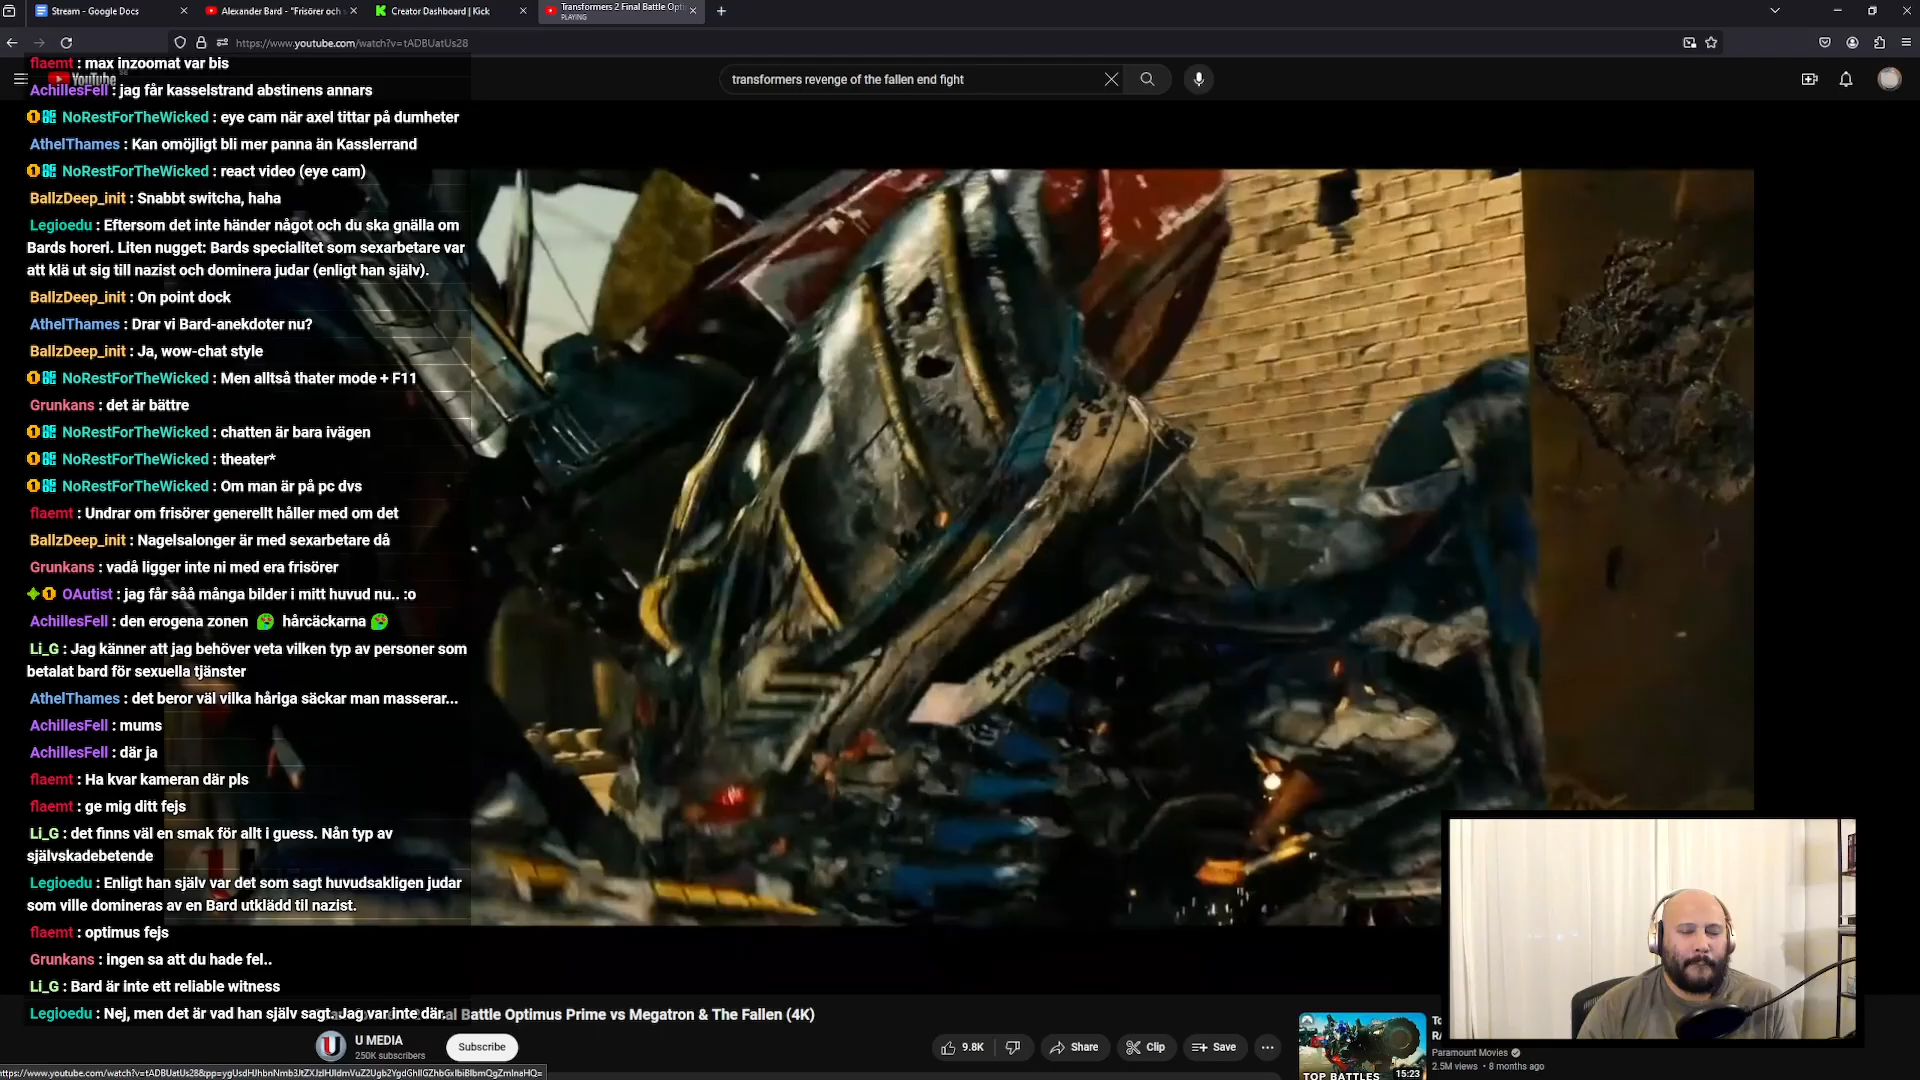 Stream - Google Docs
Alexander Bard - "Frisörer och s
Creator Dashboard | Kick
Transformers 2 Final Battle Opti
PLAYING
https://www.youtube.com/watch?v=tADBUatUs28
YouTube SE
transformers revenge of the fallen end fight
flaemt : max inzoomat var bis
AchillesFell : jag får kasselstrand abstinens annars
NoRestForTheWicked : eye cam när axel tittar på dumheter
AthelThames : Kan omöjligt bli mer panna än Kasslerrand
NoRestForTheWicked : react video (eye cam)
BallzDeep_init : Snabbt switcha, haha
Legioedu : Eftersom det inte händer något och du ska gnälla om
Bards horeri. Liten nugget: Bards specialitet som sexarbetare var
att klä ut sig till nazist och dominera judar (enligt han själv).
BallzDeep_init : On point dock
AthelThames : Drar vi Bard-anekdoter nu?
BallzDeep_init : Ja, wow-chat style
NoRestForTheWicked : Men alltså thater mode + F11
Grunkans : det är bättre
NoRestForTheWicked : chatten är bara ivägen
NoRestForTheWicked : theater*
NoRestForTheWicked : Om man är på pc dvs
flaemt : Undrar om frisörer generellt håller med om det
BallzDeep_init : Nagelsalonger är med sexarbetare då
Grunkans : vadå ligger inte ni med era frisörer
OAutist : jag får såå många bilder i mitt huvud nu.. :o
AchillesFell : den erogena zonen 🤮 hårcäckarna 🤮
Li_G : Jag känner att jag behöver veta vilken typ av personer som
betalat bard för sexuella tjänster
AthelThames : det beror väl vilka håriga säckar man masserar...
AchillesFell : mums
AchillesFell : där ja
flaemt : Ha kvar kameran där pls
flaemt : ge mig ditt fejs
Li_G : det finns väl en smak för allt i guess. Nån typ av
självskadebetende
Legioedu : Enligt han själv var det som sagt huvudsakligen judar
som ville domineras av en Bard utklädd til nazist.
flaemt : optimus fejs
Grunkans : ingen sa att du hade fel..
Li_G : Bard är inte ett reliable witness
Legioedu : Nej, men det är vad han själv sagt. Jag var inte där.
al Battle Optimus Prime vs Megatron & The Fallen (4K)
U MEDIA
250K subscribers
Subscribe
9.8K
Share
Clip
Save
TOP BATTLES
15:23
Paramount Movies
2.5M views • 8 months ago